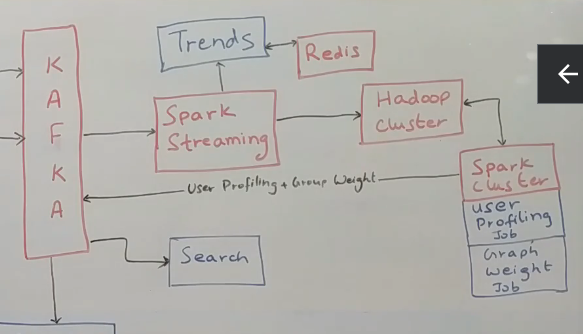 K
A
F
K
A
Trends
Redis
Spark
Streaming
Hadoop
Cluster
User Profiling + Group Weight
Spark
Cluster
User
Profiling
Job
Graph
Weight
Job
Search